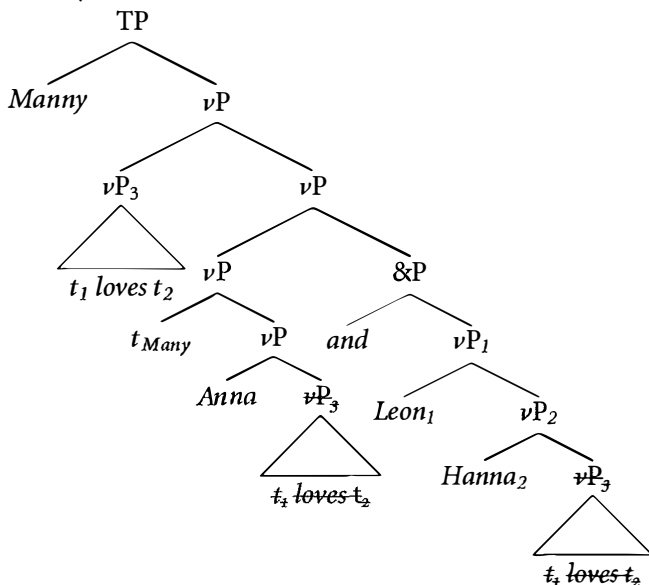 TP
Manny νP
νP₃ νP
t₁ loves t₂ νP &P
t_Many νP and νP₁
Anna νP₃ Leon₁ νP₂
t₁ loves t₂ Hanna₂ νP₃
t₁ loves t₂